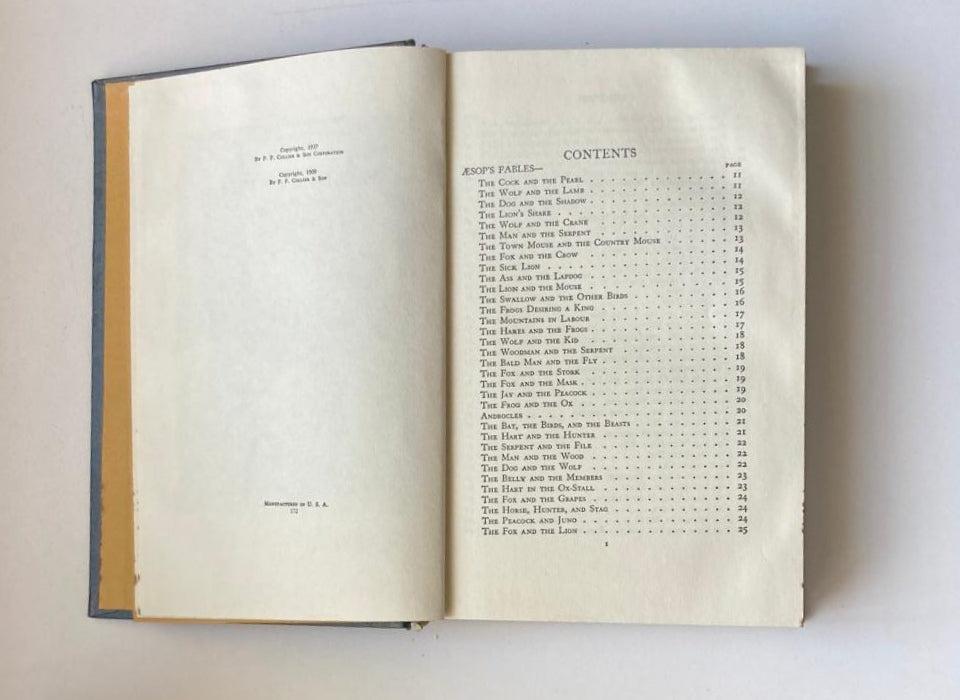 Copyright, 1937
By P. F. Collier & Son Corporation
Copyright, 1909
By P. F. Collier & Son
Manufactured in U. S. A.
CONTENTS
ÆSOP'S FABLES— PAGE
The Cock and the Pearl . . . . . . . . . . . . . 11
The Wolf and the Lamb . . . . . . . . . . . . . 11
The Dog and the Shadow . . . . . . . . . . . . . 12
The Lion's Share . . . . . . . . . . . . . . . 12
The Wolf and the Crane . . . . . . . . . . . . 12
The Man and the Serpent . . . . . . . . . . . . 13
The Town Mouse and the Country Mouse . . . . . . 13
The Fox and the Crow . . . . . . . . . . . . . 14
The Sick Lion . . . . . . . . . . . . . . . . 14
The Ass and the Lapdog . . . . . . . . . . . . 15
The Lion and the Mouse . . . . . . . . . . . . 15
The Swallow and the Other Birds . . . . . . . . . 16
The Frogs Desiring a King . . . . . . . . . . . 16
The Mountains in Labour . . . . . . . . . . . . 17
The Hares and the Frogs . . . . . . . . . . . . 17
The Wolf and the Kid . . . . . . . . . . . . . 18
The Woodman and the Serpent . . . . . . . . . . 18
The Bald Man and the Fly . . . . . . . . . . . . 18
The Fox and the Stork . . . . . . . . . . . . . 19
The Fox and the Mask . . . . . . . . . . . . . 19
The Jay and the Peacock . . . . . . . . . . . . 19
The Frog and the Ox . . . . . . . . . . . . . . 20
Androcles . . . . . . . . . . . . . . . . . . 20
The Bat, the Birds, and the Beasts . . . . . . . . 21
The Hart and the Hunter . . . . . . . . . . . . 21
The Serpent and the File . . . . . . . . . . . . 22
The Man and the Wood . . . . . . . . . . . . . 22
The Dog and the Wolf . . . . . . . . . . . . . 22
The Belly and the Members . . . . . . . . . . . 23
The Hart in the Ox-Stall . . . . . . . . . . . . 23
The Fox and the Grapes . . . . . . . . . . . . . 24
The Horse, Hunter, and Stag . . . . . . . . . . 24
The Peacock and Juno . . . . . . . . . . . . . 24
The Fox and the Lion . . . . . . . . . . . . . 25
1